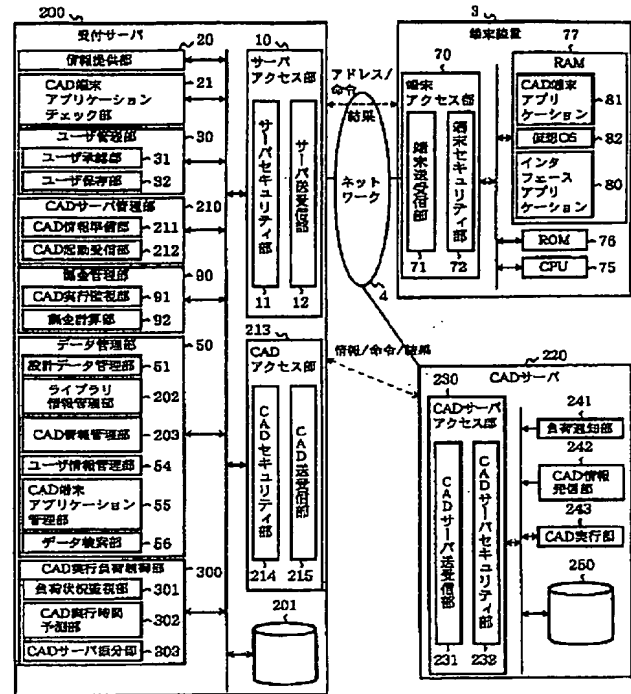 200
受付サーバ
20
情報提供部
21
CAD端末
アプリケーション
チェック部
30
ユーザ管理部
ユーザ承認部
31
ユーザ保存部
32
210
CADサーバ管理部
CAD情報準備部
211
CAD起動受信部
212
90
課金管理部
CAD実行監視部
91
課金計算部
92
50
データ管理部
設計データ管理部
51
ライブラリ
情報管理部
202
CAD情報管理部
203
ユーザ情報管理部
54
CAD端末
アプリケーション
管理部
55
データ検索部
56
CAD実行負荷制御部
300
負荷状況監視部
301
CAD実行時間
予測部
302
CADサーバ振分部
303
10
サーバ
アクセス部
サーバセキュリティ部
サーバ送受信部
11
12
213
CAD
アクセス部
CADセキュリティ部
CAD送受信部
214
215
201
アドレス/
命令
結果
ネット
ワーク
4
情報/命令/結果
3
端末装置
70
端末
アクセス部
端末送受信部
端末セキュリティ部
71
72
77
RAM
CAD端末
アプリ
ケーション
81
仮想OS
82
インタ
フェース
アプリ
ケーション
80
ROM
76
CPU
75
220
CADサーバ
230
CADサーバ
アクセス部
CADサーバ送受信部
CADサーバセキュリティ部
231
232
241
負荷通知部
242
CAD情報
発信部
243
CAD実行部
250